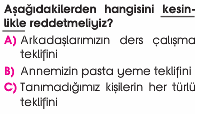 Aşağıdakilerden hangisini kesin-
likle reddetmeliyiz?
A) Arkadaşlarımızın ders çalışma
teklifini
B) Annemizin pasta yeme teklifini
C) Tanımadığımız kişilerin her türlü
teklifini